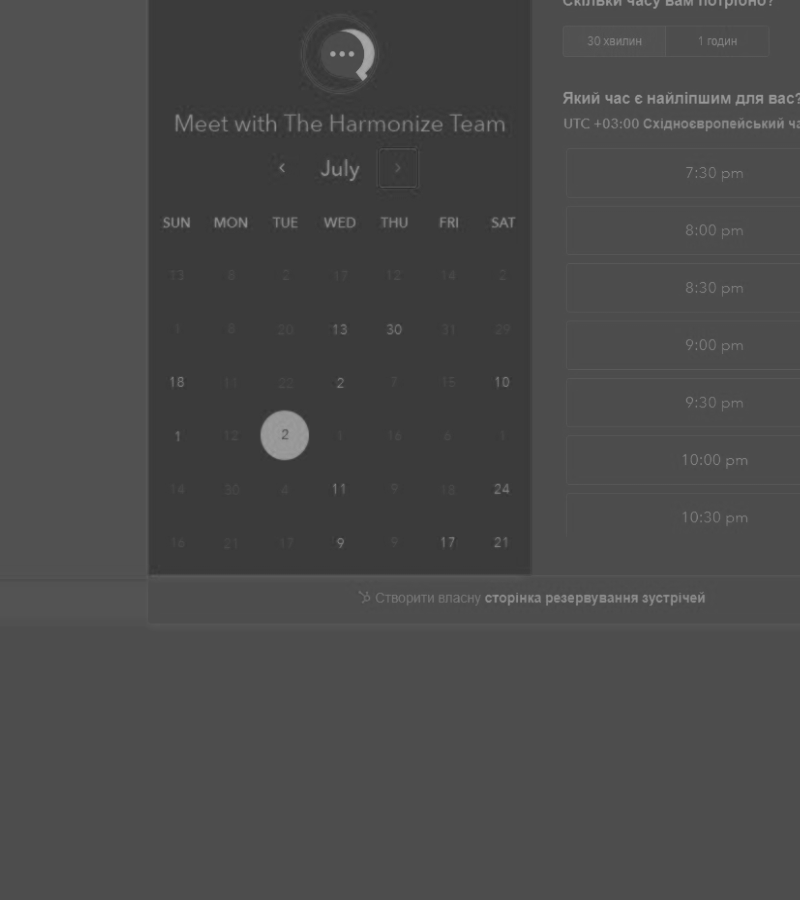 Скільки часу вам потрібно?
30 хвилин 1 годин
Meet with The Harmonize Team
July
SUN MON TUE WED THU FRI SAT
13 8 2 17 12 14 2
1 8 20 13 30 31 29
18 11 22 2 7 15 10
1 12 2 1 16 6 1
14 30 4 11 9 18 24
16 21 17 9 9 17 21
Який час є найліпшим для вас?
UTC +03:00 Східноєвропейський ча
7:30 pm
8:00 pm
8:30 pm
9:00 pm
9:30 pm
10:00 pm
10:30 pm
Створити власну сторінка резервування зустрічей